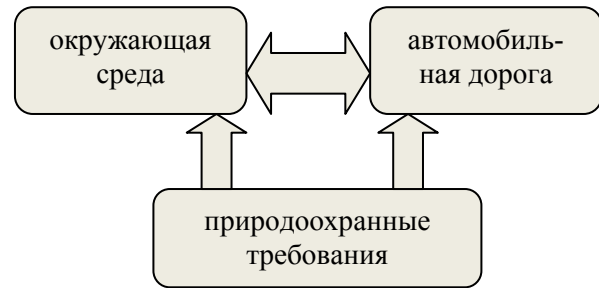 окружающая
среда
автомобиль-
ная дорога
природоохранные
требования